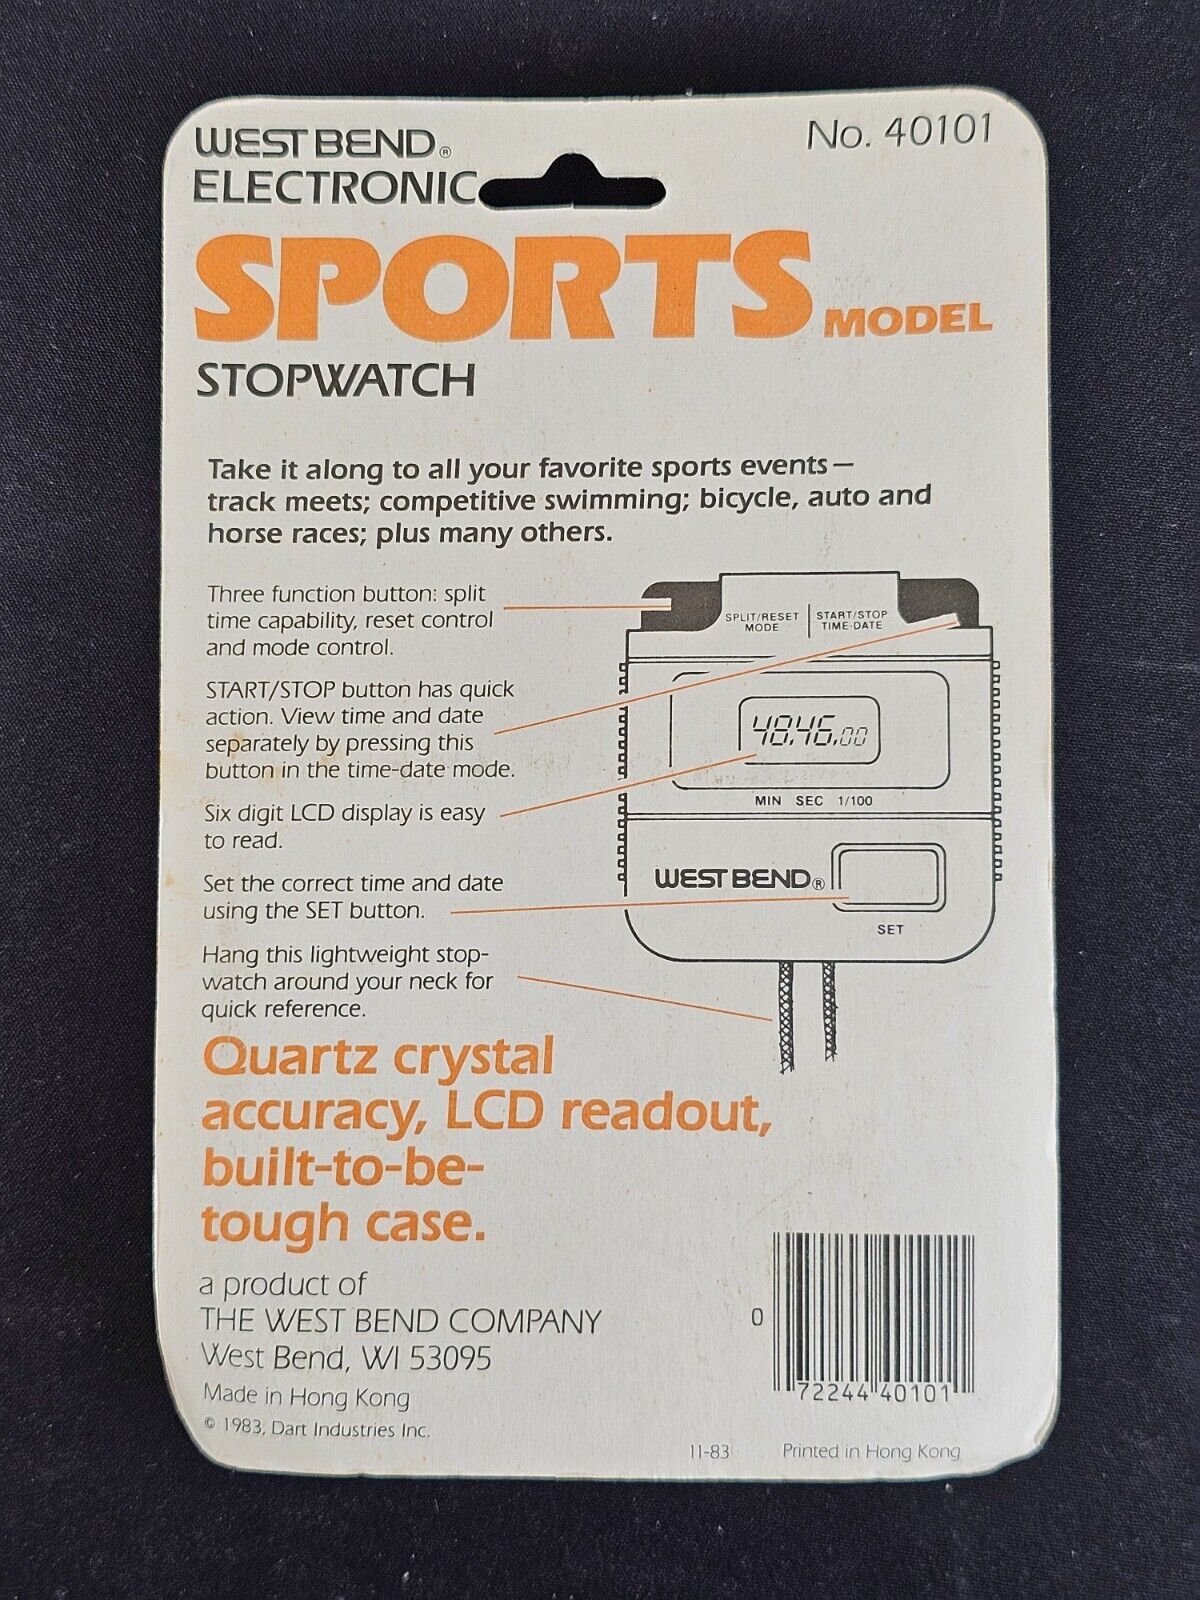 WEST BEND®
ELECTRONIC
No. 40101
SPORTS MODEL
STOPWATCH
Take it along to all your favorite sports events—
track meets; competitive swimming; bicycle, auto and
horse races; plus many others.
Three function button: split
time capability, reset control
and mode control.
START/STOP button has quick
action. View time and date
separately by pressing this
button in the time-date mode.
Six digit LCD display is easy
to read.
Set the correct time and date
using the SET button.
Hang this lightweight stop-
watch around your neck for
quick reference.
SPLIT/RESET
MODE
START/STOP
TIME-DATE
48.46.00
MIN SEC 1/100
WEST BEND®
SET
Quartz crystal
accuracy, LCD readout,
built-to-be-
tough case.
a product of
THE WEST BEND COMPANY
West Bend, WI 53095
Made in Hong Kong
© 1983, Dart Industries Inc.
0 72244 40101
11-83 Printed in Hong Kong